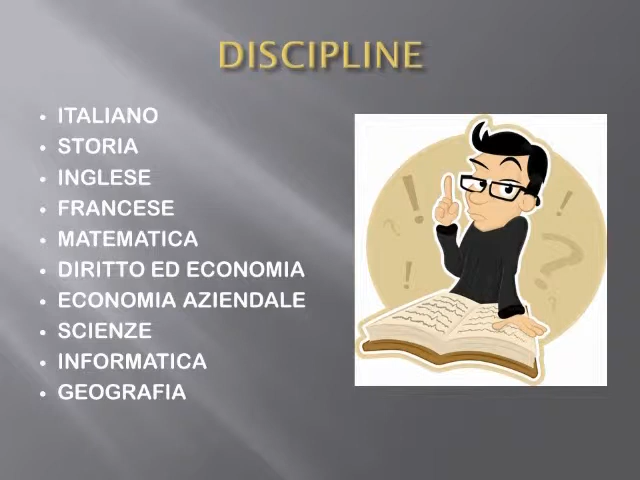 DISCIPLINE
• ITALIANO
• STORIA
• INGLESE
• FRANCESE
• MATEMATICA
• DIRITTO ED ECONOMIA
• ECONOMIA AZIENDALE
• SCIENZE
• INFORMATICA
• GEOGRAFIA